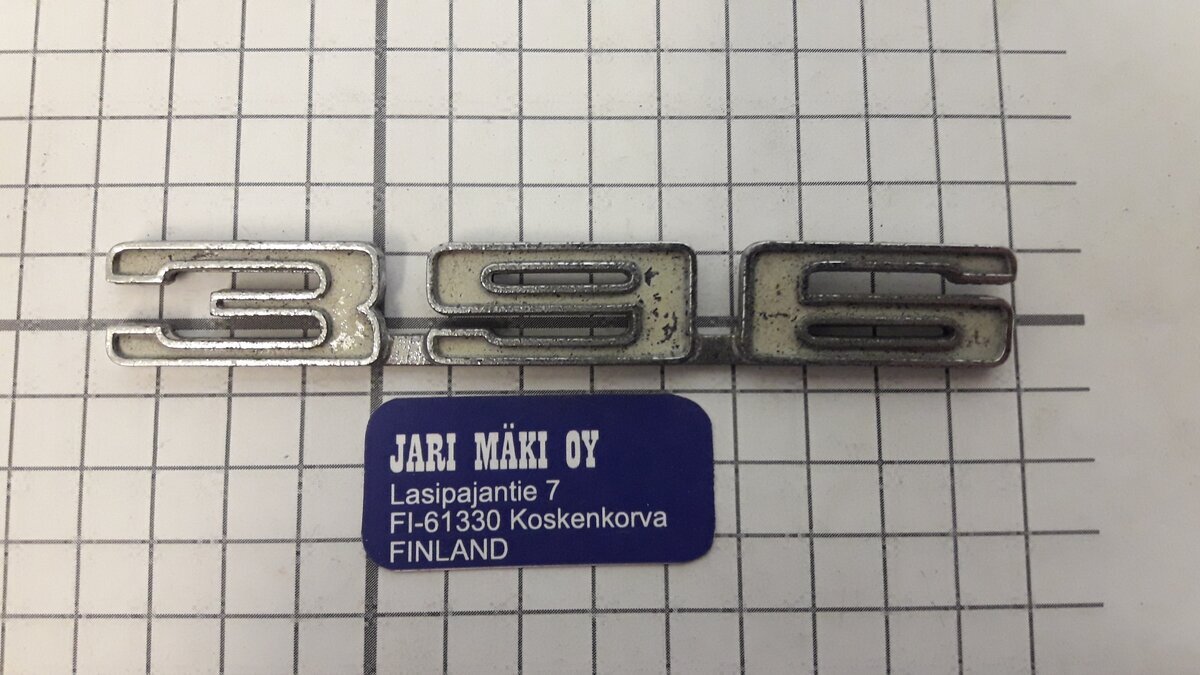 396
JARI MÄKI OY
Lasipajantie 7
FI-61330 Koskenkorva
FINLAND